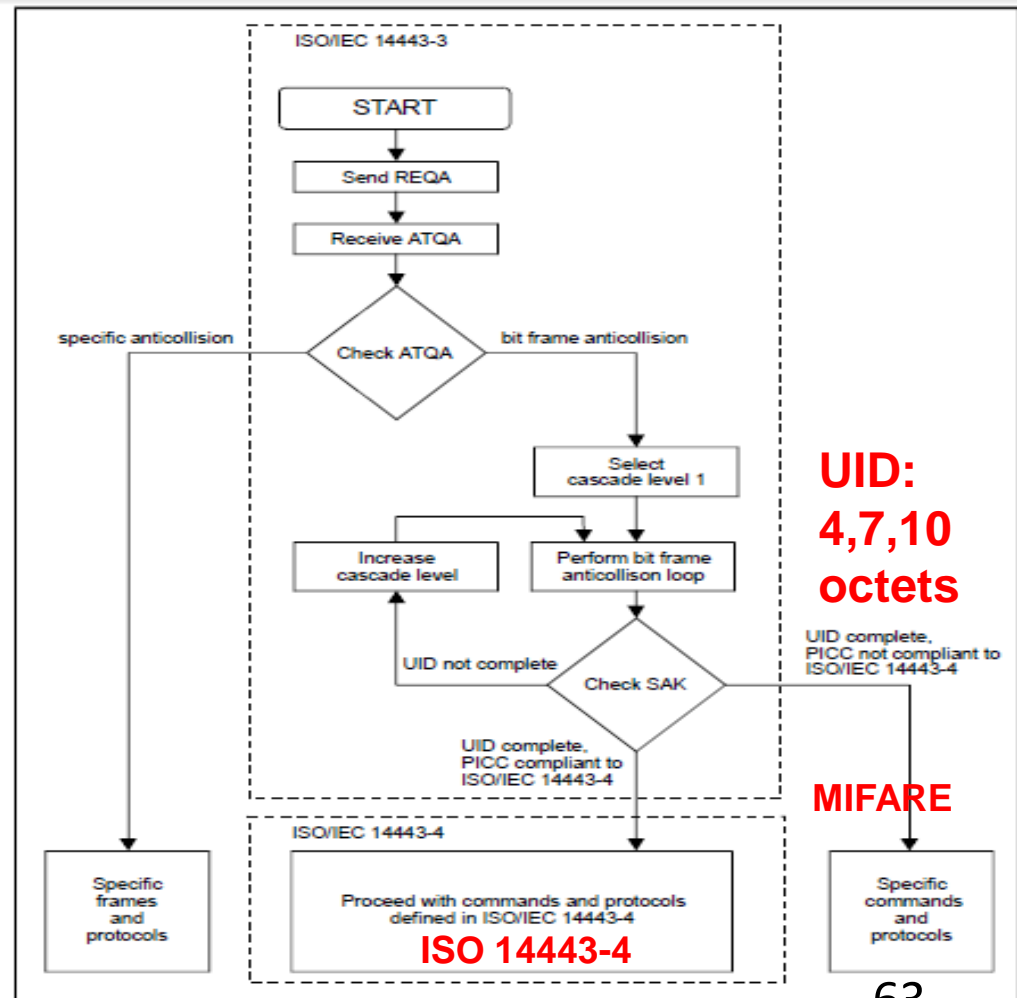 ISO/IEC 14443-3
START
Send REQA
Receive ATQA
specific anticollision
Check ATQA
bit frame anticollision
Select
cascade level 1
UID:
4,7,10
octets
Increase
cascade level
Perform bit frame
anticollison loop
UID complete,
PICC not compliant to
ISO/IEC 14443-4
UID not complete
Check SAK
UID complete,
PICC compliant to
ISO/IEC 14443-4
MIFARE
ISO/IEC 14443-4
Specific
frames
and
protocols
Proceed with commands and protocols
defined in ISO/IEC 14443-4
ISO 14443-4
Specific
commands
and
protocols
63